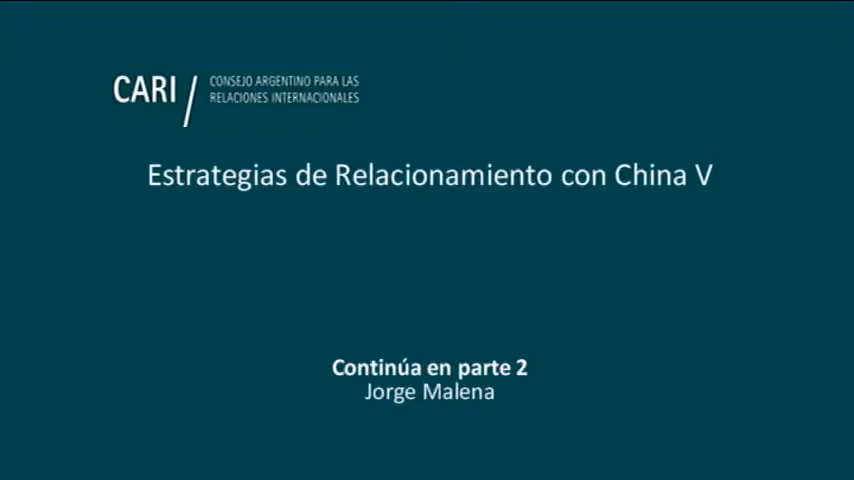 CARI/ CONSEJO ARGENTINO PARA LAS
RELACIONES INTERNACIONALES
Estrategias de Relacionamiento con China V
Continúa en parte 2
Jorge Malena